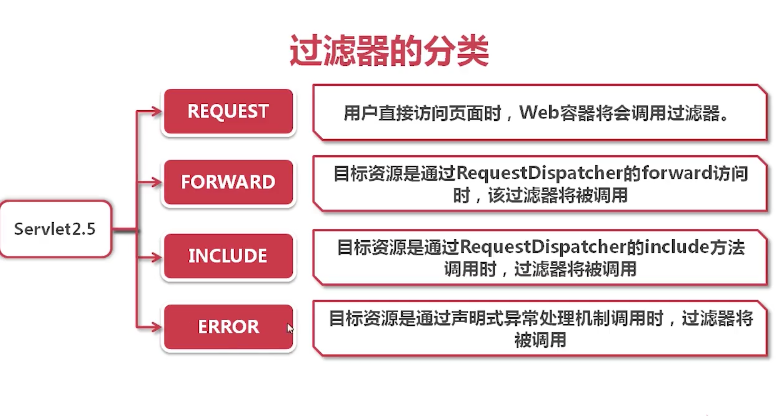 过滤器的分类
REQUEST
用户直接访问页面时，Web容器将会调用过滤器。
FORWARD
目标资源是通过RequestDispatcher的forward访问
时，该过滤器将被调用
Servlet2.5
INCLUDE
目标资源是通过RequestDispatcher的include方法
调用时，过滤器将被调用
ERROR
目标资源是通过声明式异常处理机制调用时，过滤器将
被调用